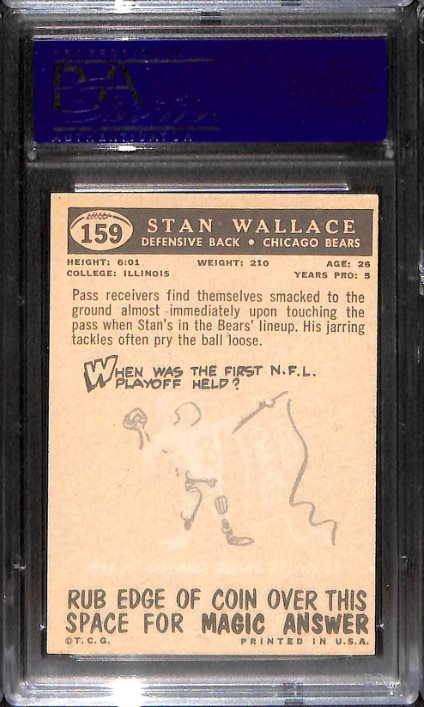 159
STAN WALLACE
DEFENSIVE BACK • CHICAGO BEARS
HEIGHT: 6:01 WEIGHT: 210 AGE: 26
COLLEGE: ILLINOIS YEARS PRO: 5
Pass receivers find themselves smacked to the
ground almost immediately upon touching the
pass when Stan's in the Bears' lineup. His jarring
tackles often pry the ball loose.
WHEN WAS THE FIRST N.F.L.
PLAYOFF HELD?
RUB EDGE OF COIN OVER THIS
SPACE FOR MAGIC ANSWER
©T.C.G. PRINTED IN U.S.A.